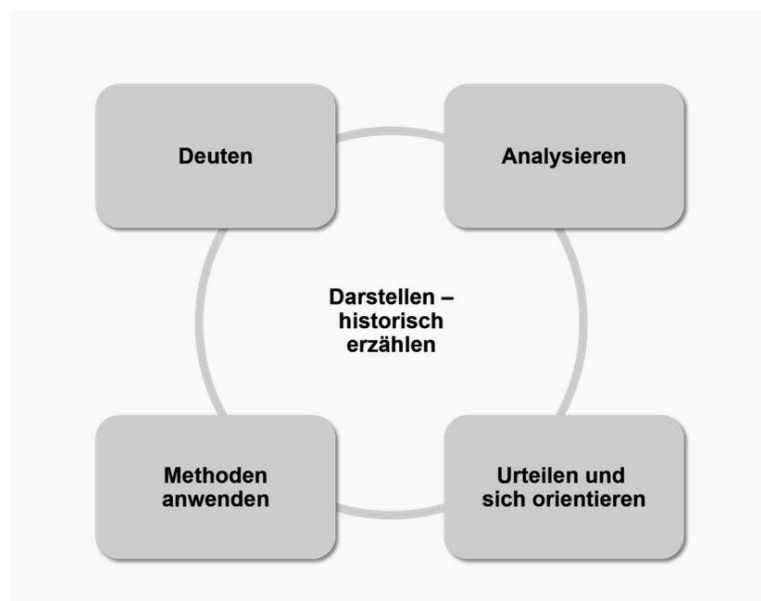 Deuten
Analysieren
Darstellen –
historisch
erzählen
Methoden
anwenden
Urteilen und
sich orientieren